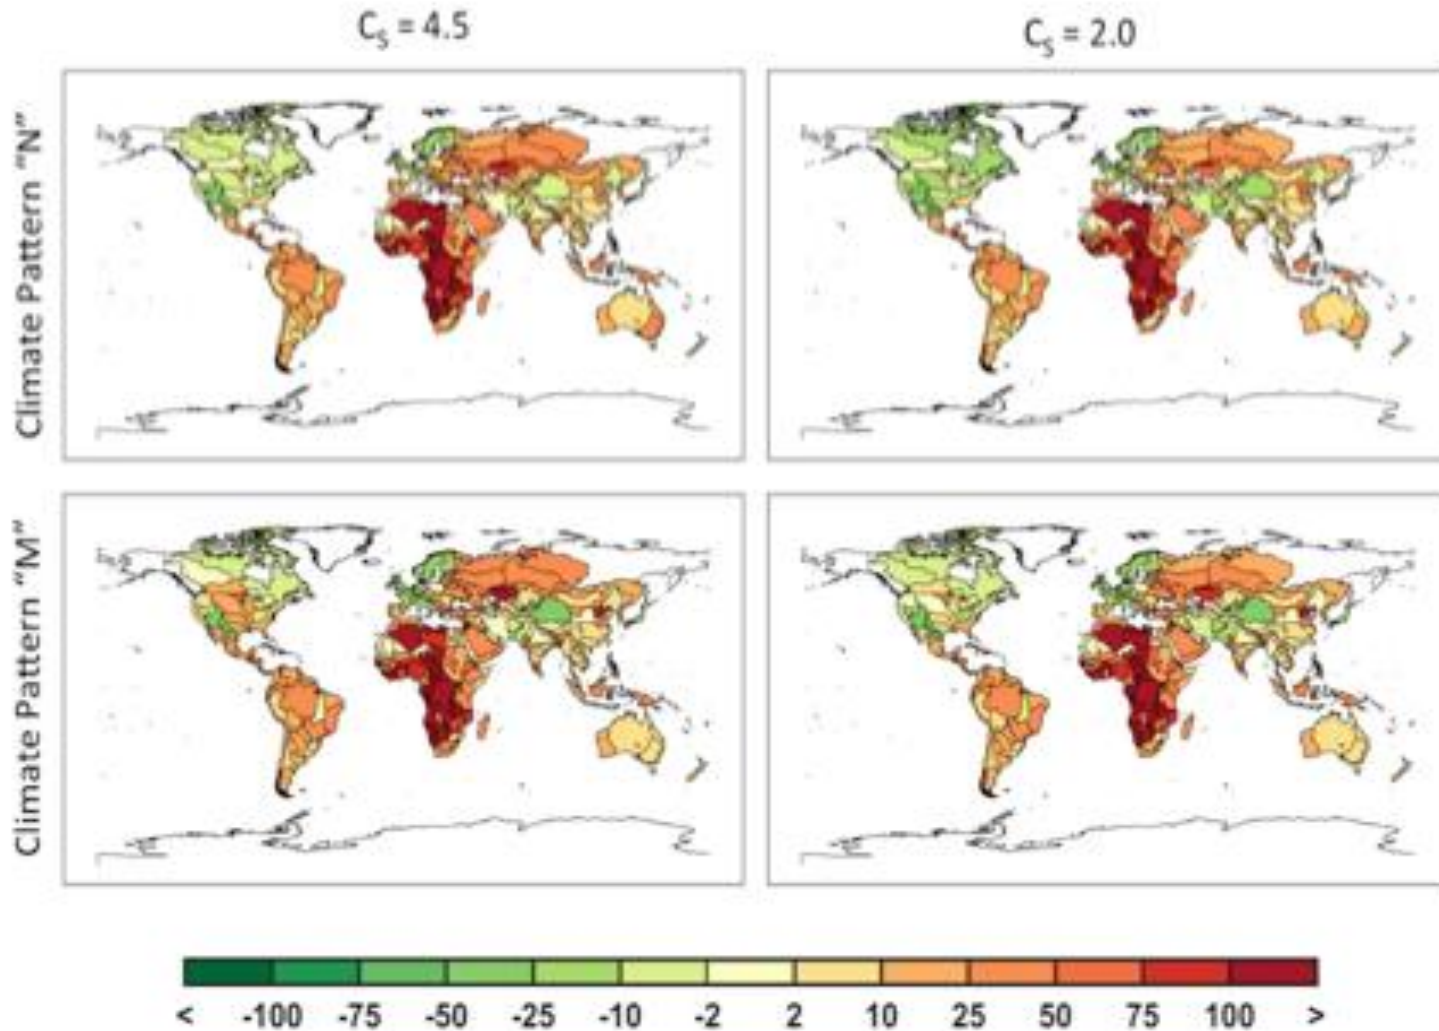 C_S = 4.5
C_S = 2.0
Climate Pattern “N”
Climate Pattern “M”
< -100 -75 -50 -25 -10 -2 2 10 25 50 75 100 >